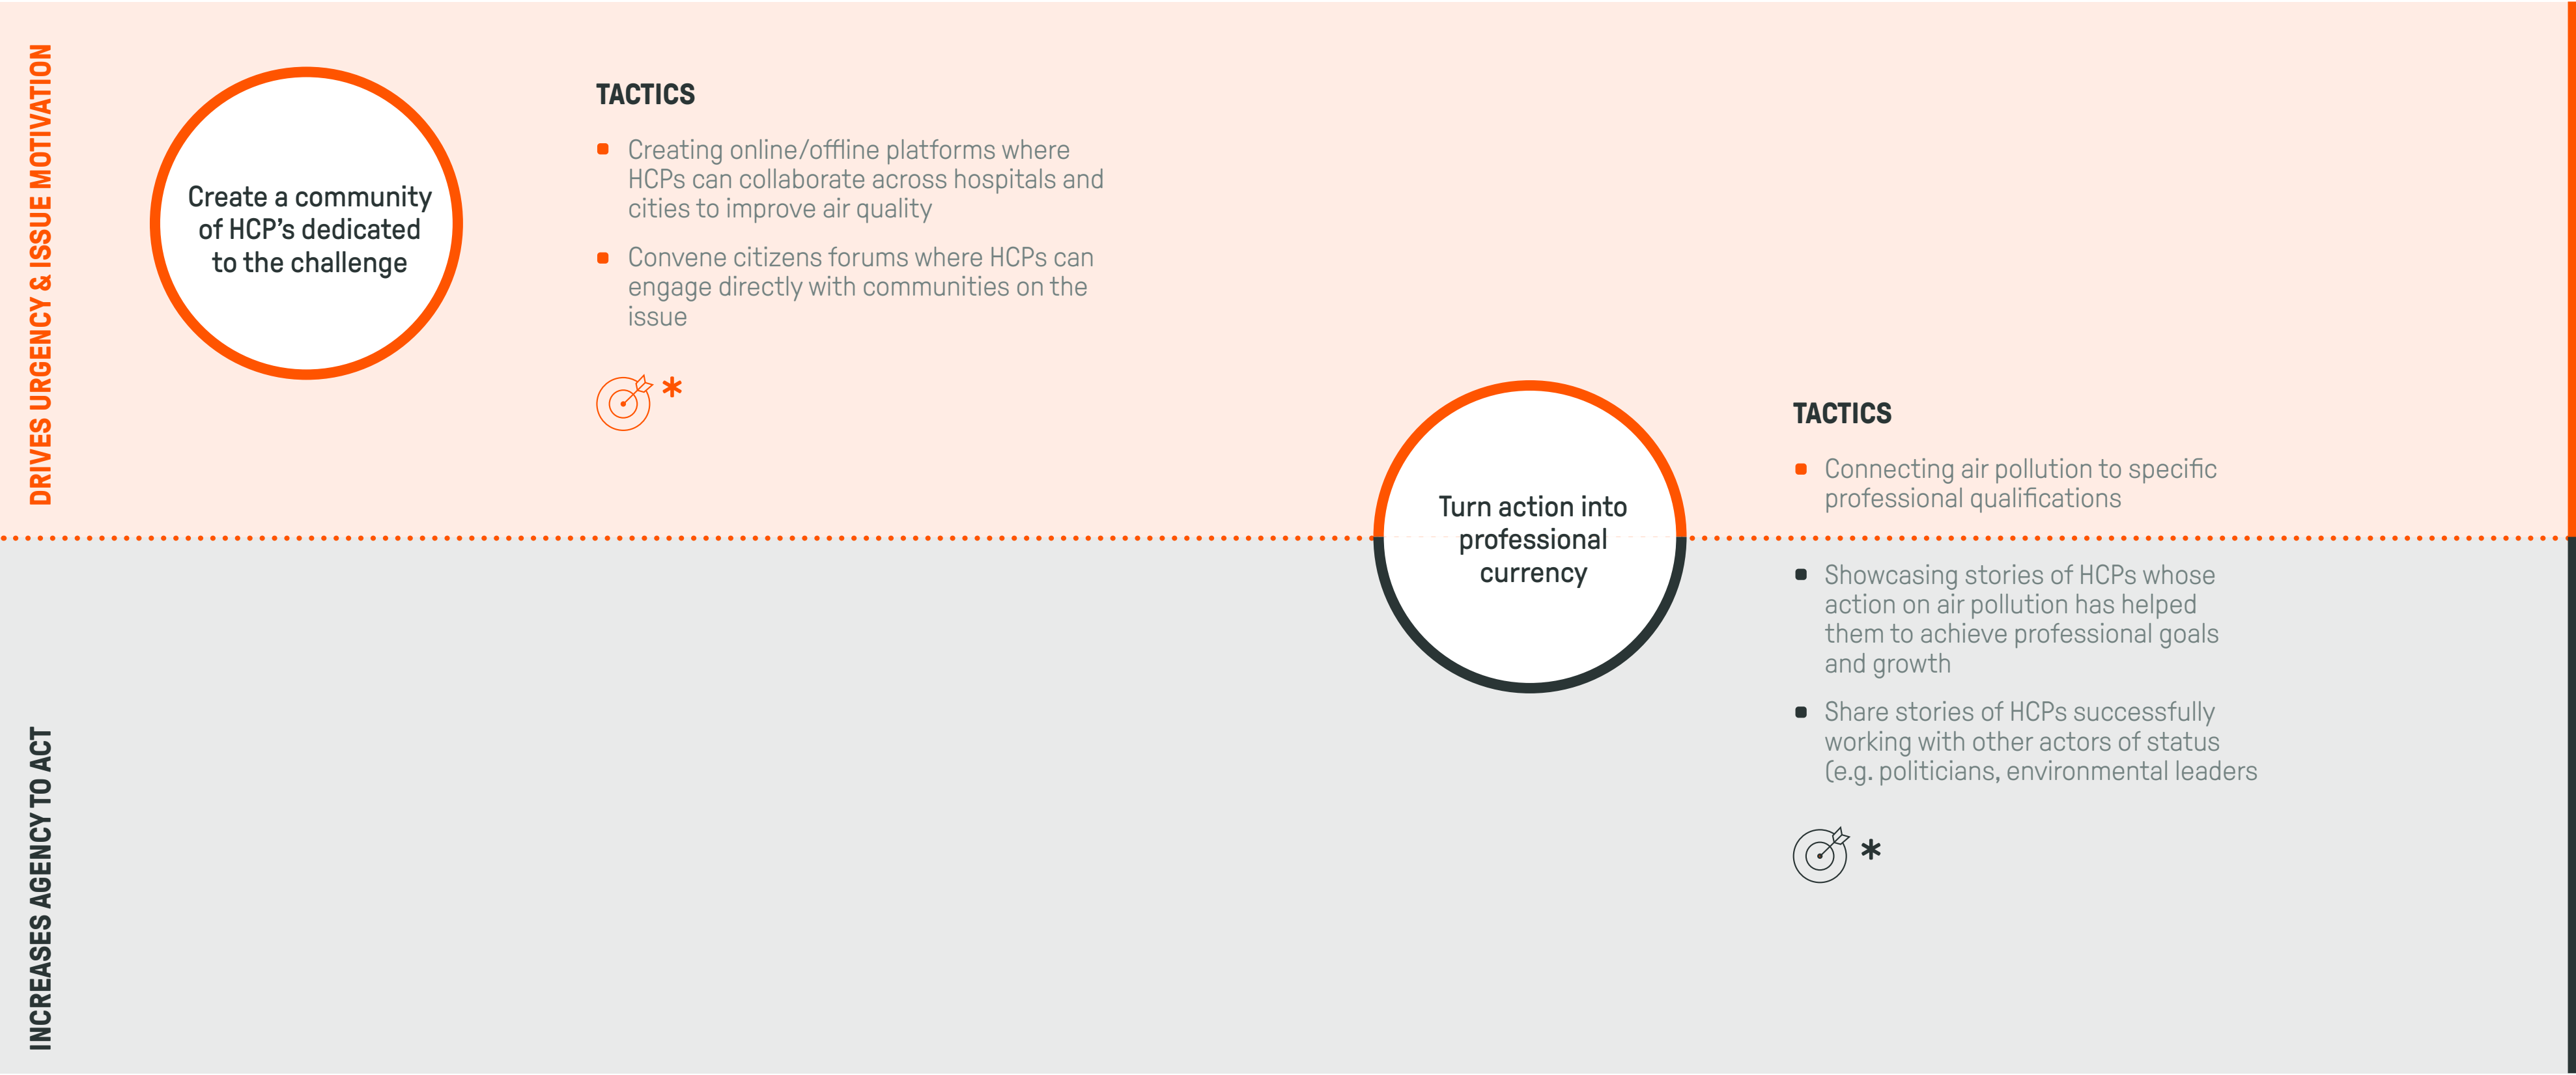 DRIVES URGENCY & ISSUE MOTIVATION
Create a community
of HCP’s dedicated
to the challenge
TACTICS
Creating online/offline platforms where
HCPs can collaborate across hospitals and
cities to improve air quality
Convene citizens forums where HCPs can
engage directly with communities on the
issue
*
Turn action into
professional
currency
TACTICS
Connecting air pollution to specific
professional qualifications
Showcasing stories of HCPs whose
action on air pollution has helped
them to achieve professional goals
and growth
Share stories of HCPs successfully
working with other actors of status
(e.g. politicians, environmental leaders
*
INCREASES AGENCY TO ACT